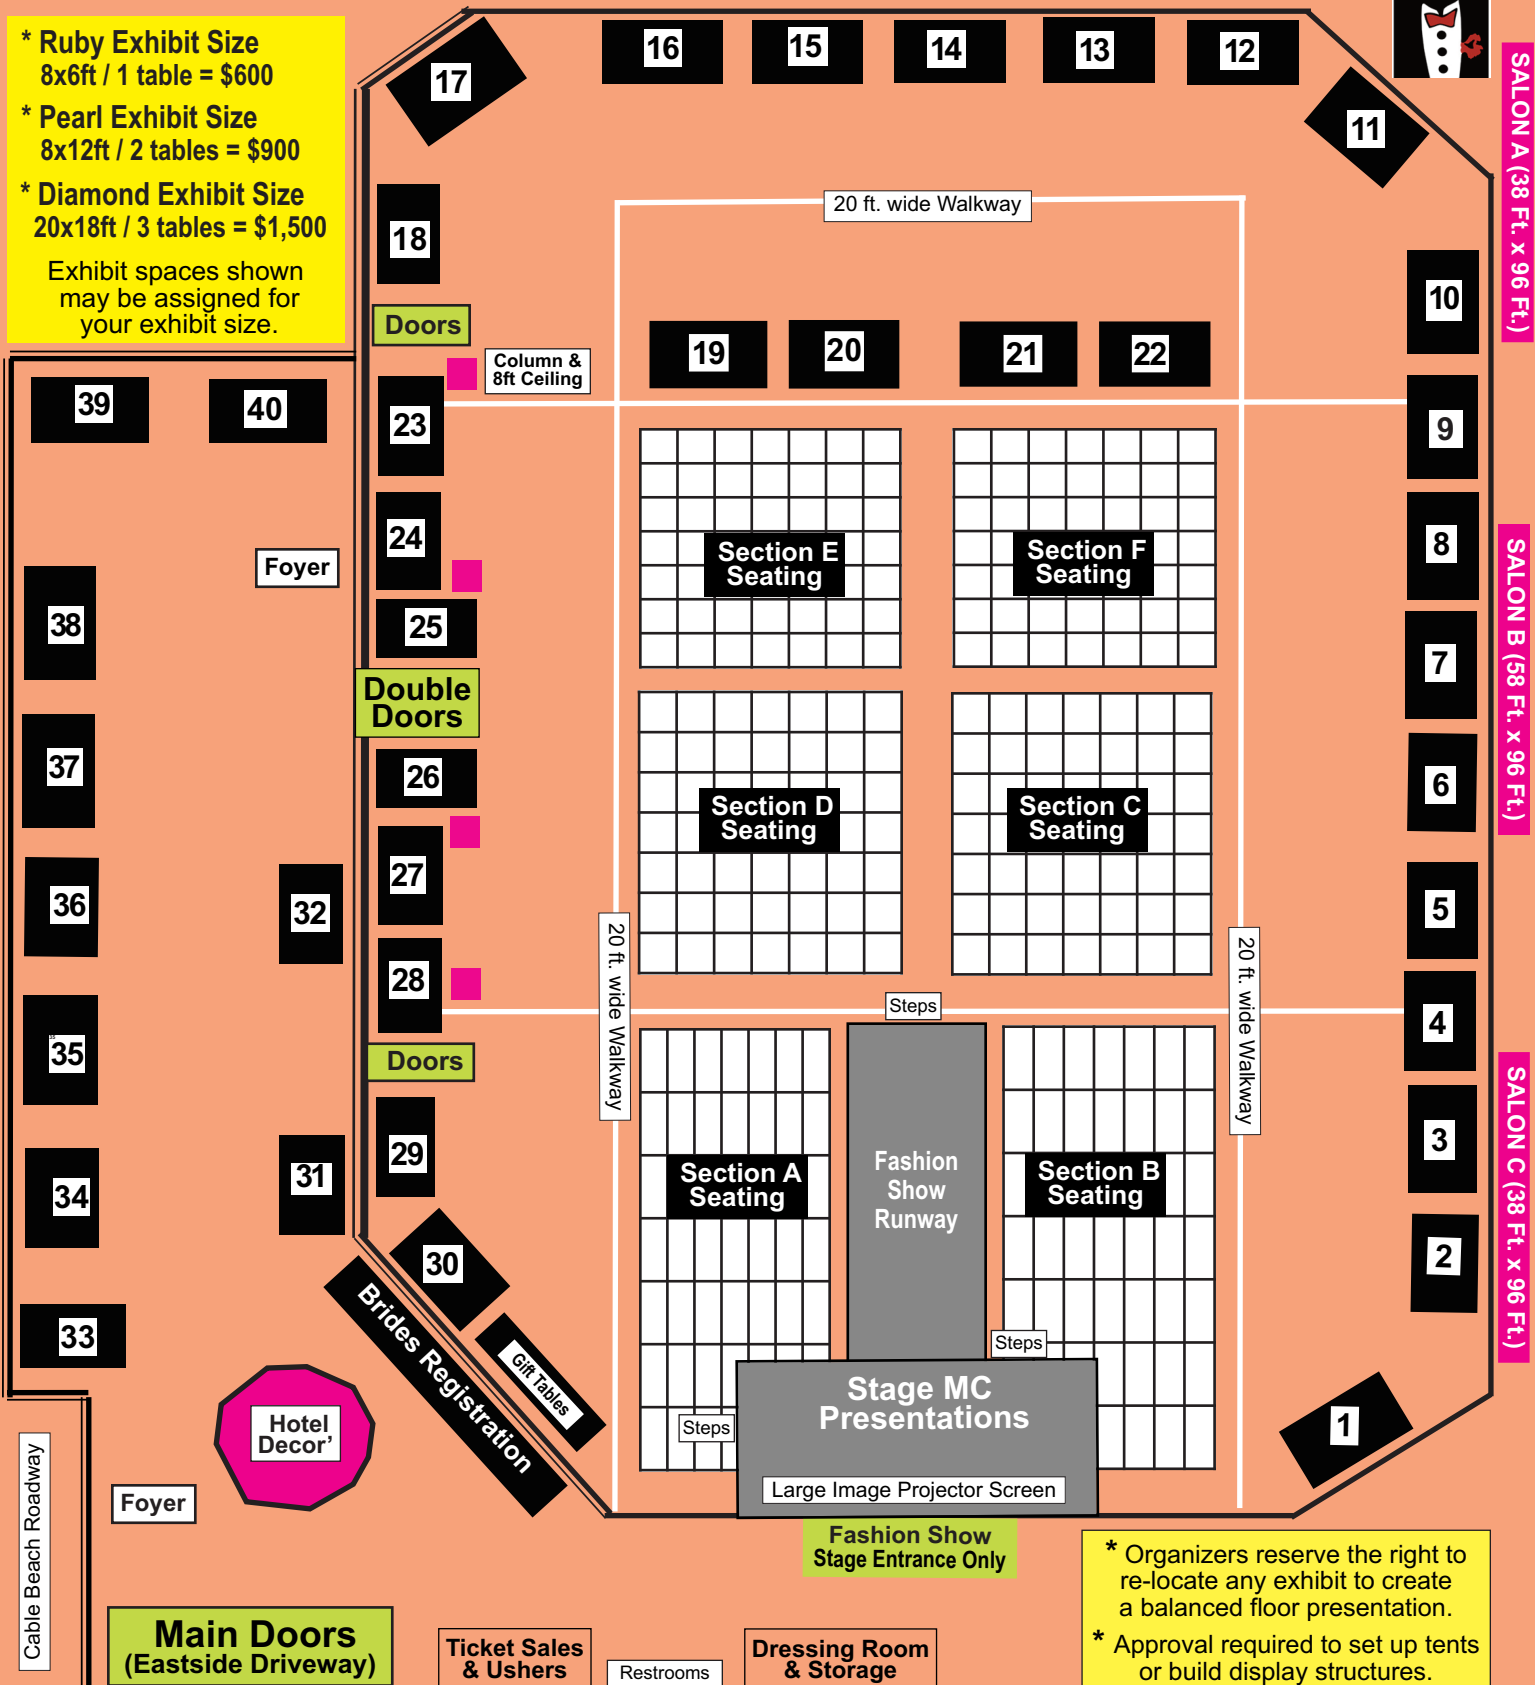 * Ruby Exhibit Size
8x6ft / 1 table = $600
* Pearl Exhibit Size
8x12ft / 2 tables = $900
* Diamond Exhibit Size
20x18ft / 3 tables = $1,500
Exhibit spaces shown
may be assigned for
your exhibit size.
17
16
15
14
13
12
11
SALON A (38 Ft. x 96 Ft.)
18
20 ft. wide Walkway
10
Doors
Column &
8ft Ceiling
19
20
21
22
39
40
23
9
24
Section E
Seating
Section F
Seating
8
SALON B (58 Ft. x 96 Ft.)
Foyer
38
25
7
Double
Doors
37
26
6
Section D
Seating
Section C
Seating
36
32
27
5
28
20 ft. wide Walkway
20 ft. wide Walkway
Steps
4
35
Doors
34
31
29
Section A
Seating
Fashion
Show
Runway
Section B
Seating
3
SALON C (38 Ft. x 96 Ft.)
30
2
33
Brides Registration
Gift Tables
Steps
Stage MC
Presentations
Steps
Large Image Projector Screen
1
Hotel
Decor’
Foyer
Cable Beach Roadway
Fashion Show
Stage Entrance Only
Main Doors
(Eastside Driveway)
Ticket Sales
& Ushers
Restrooms
Dressing Room
& Storage
* Organizers reserve the right to
re-locate any exhibit to create
a balanced floor presentation.
* Approval required to set up tents
or build display structures.